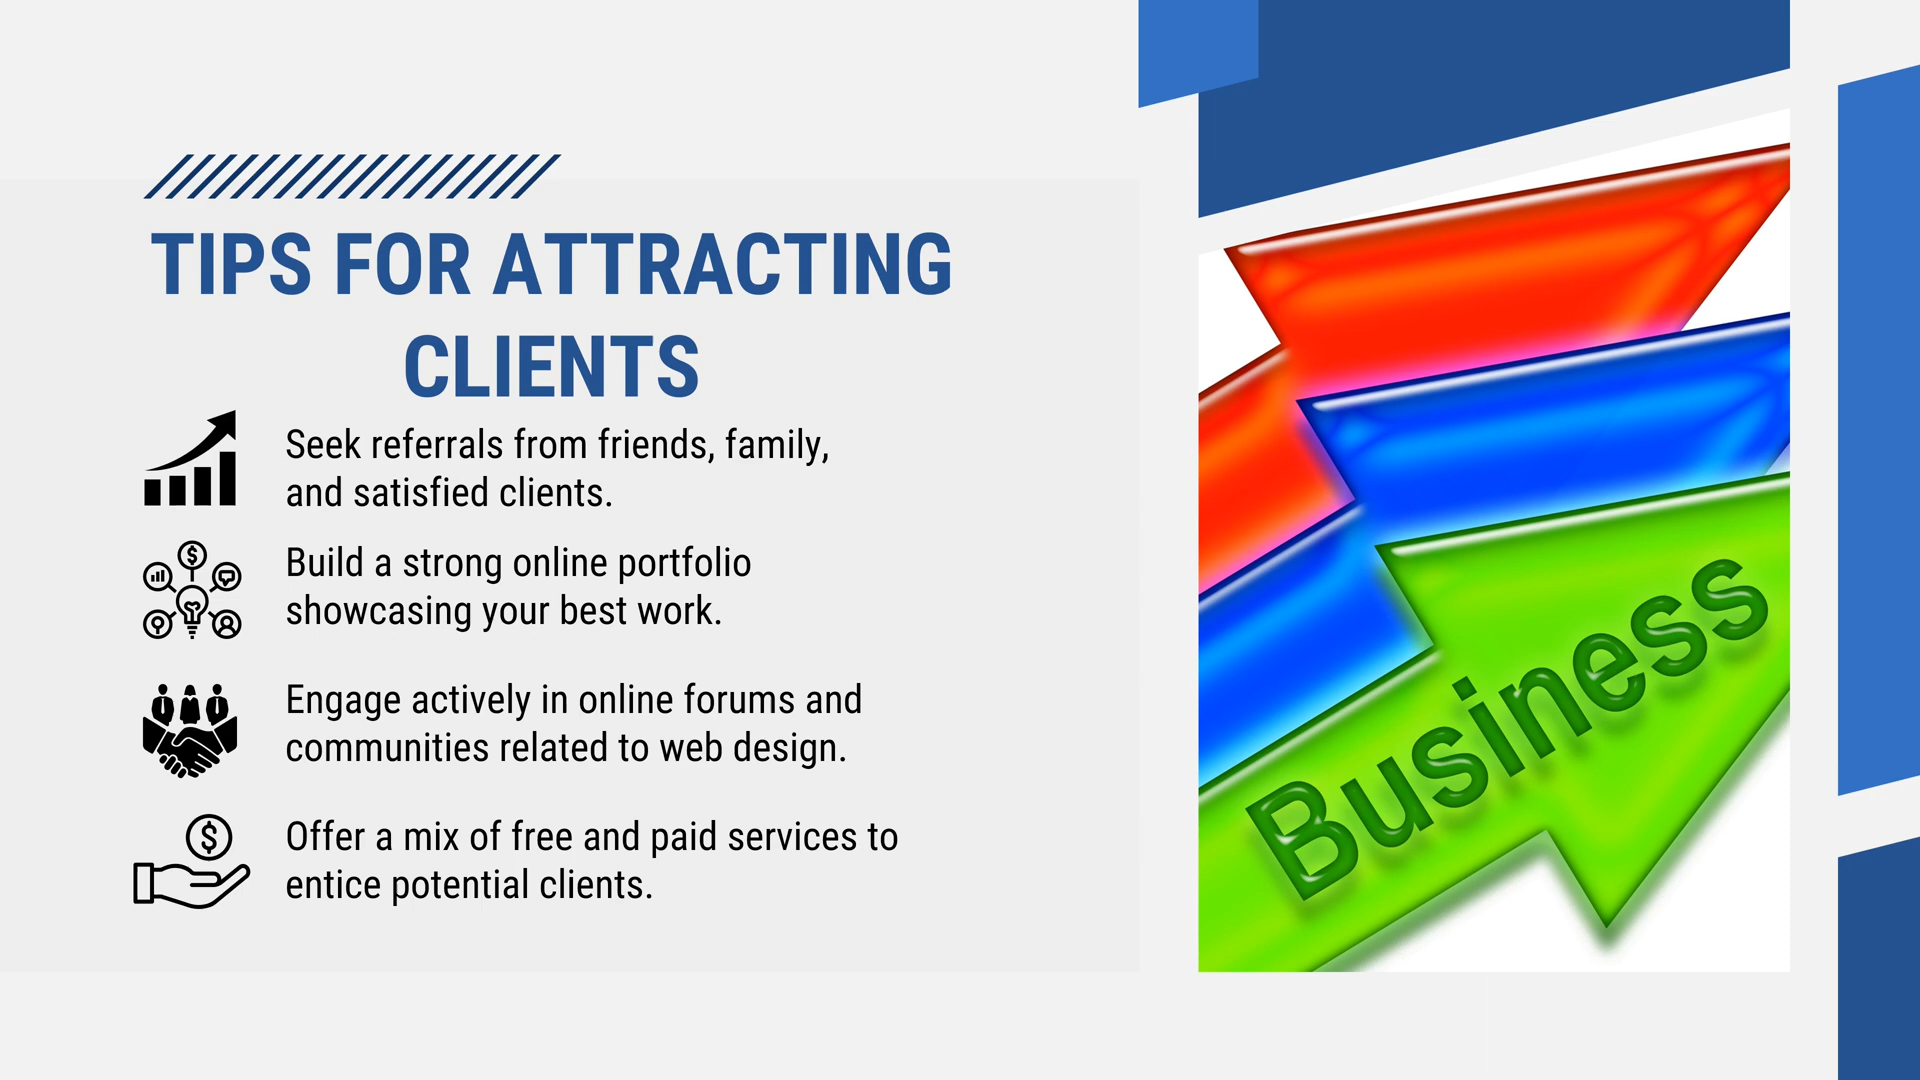 TIPS FOR ATTRACTING
CLIENTS
Seek referrals from friends, family,
and satisfied clients.
Build a strong online portfolio
showcasing your best work.
Engage actively in online forums and
communities related to web design.
Offer a mix of free and paid services to
entice potential clients.
Business